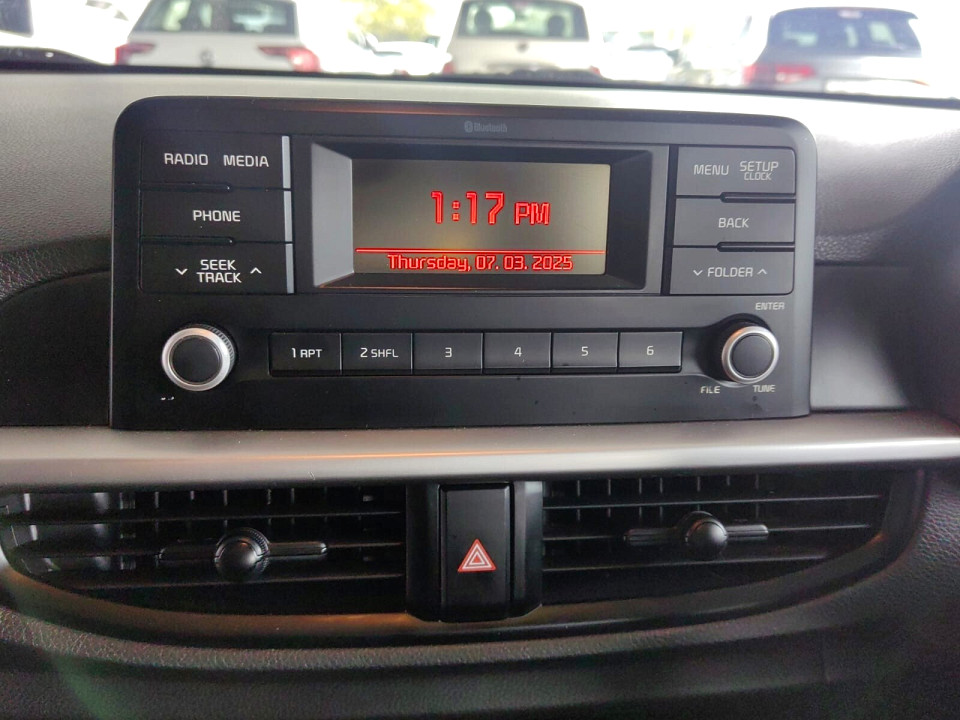 Bluetooth
RADIO MEDIA
PHONE
SEEK
TRACK
1:17 PM
Thursday, 07. 03. 2025
MENU SETUP
CLOCK
BACK
FOLDER
ENTER
1 RPT
2 SHFL
3
4
5
6
FILE TUNE